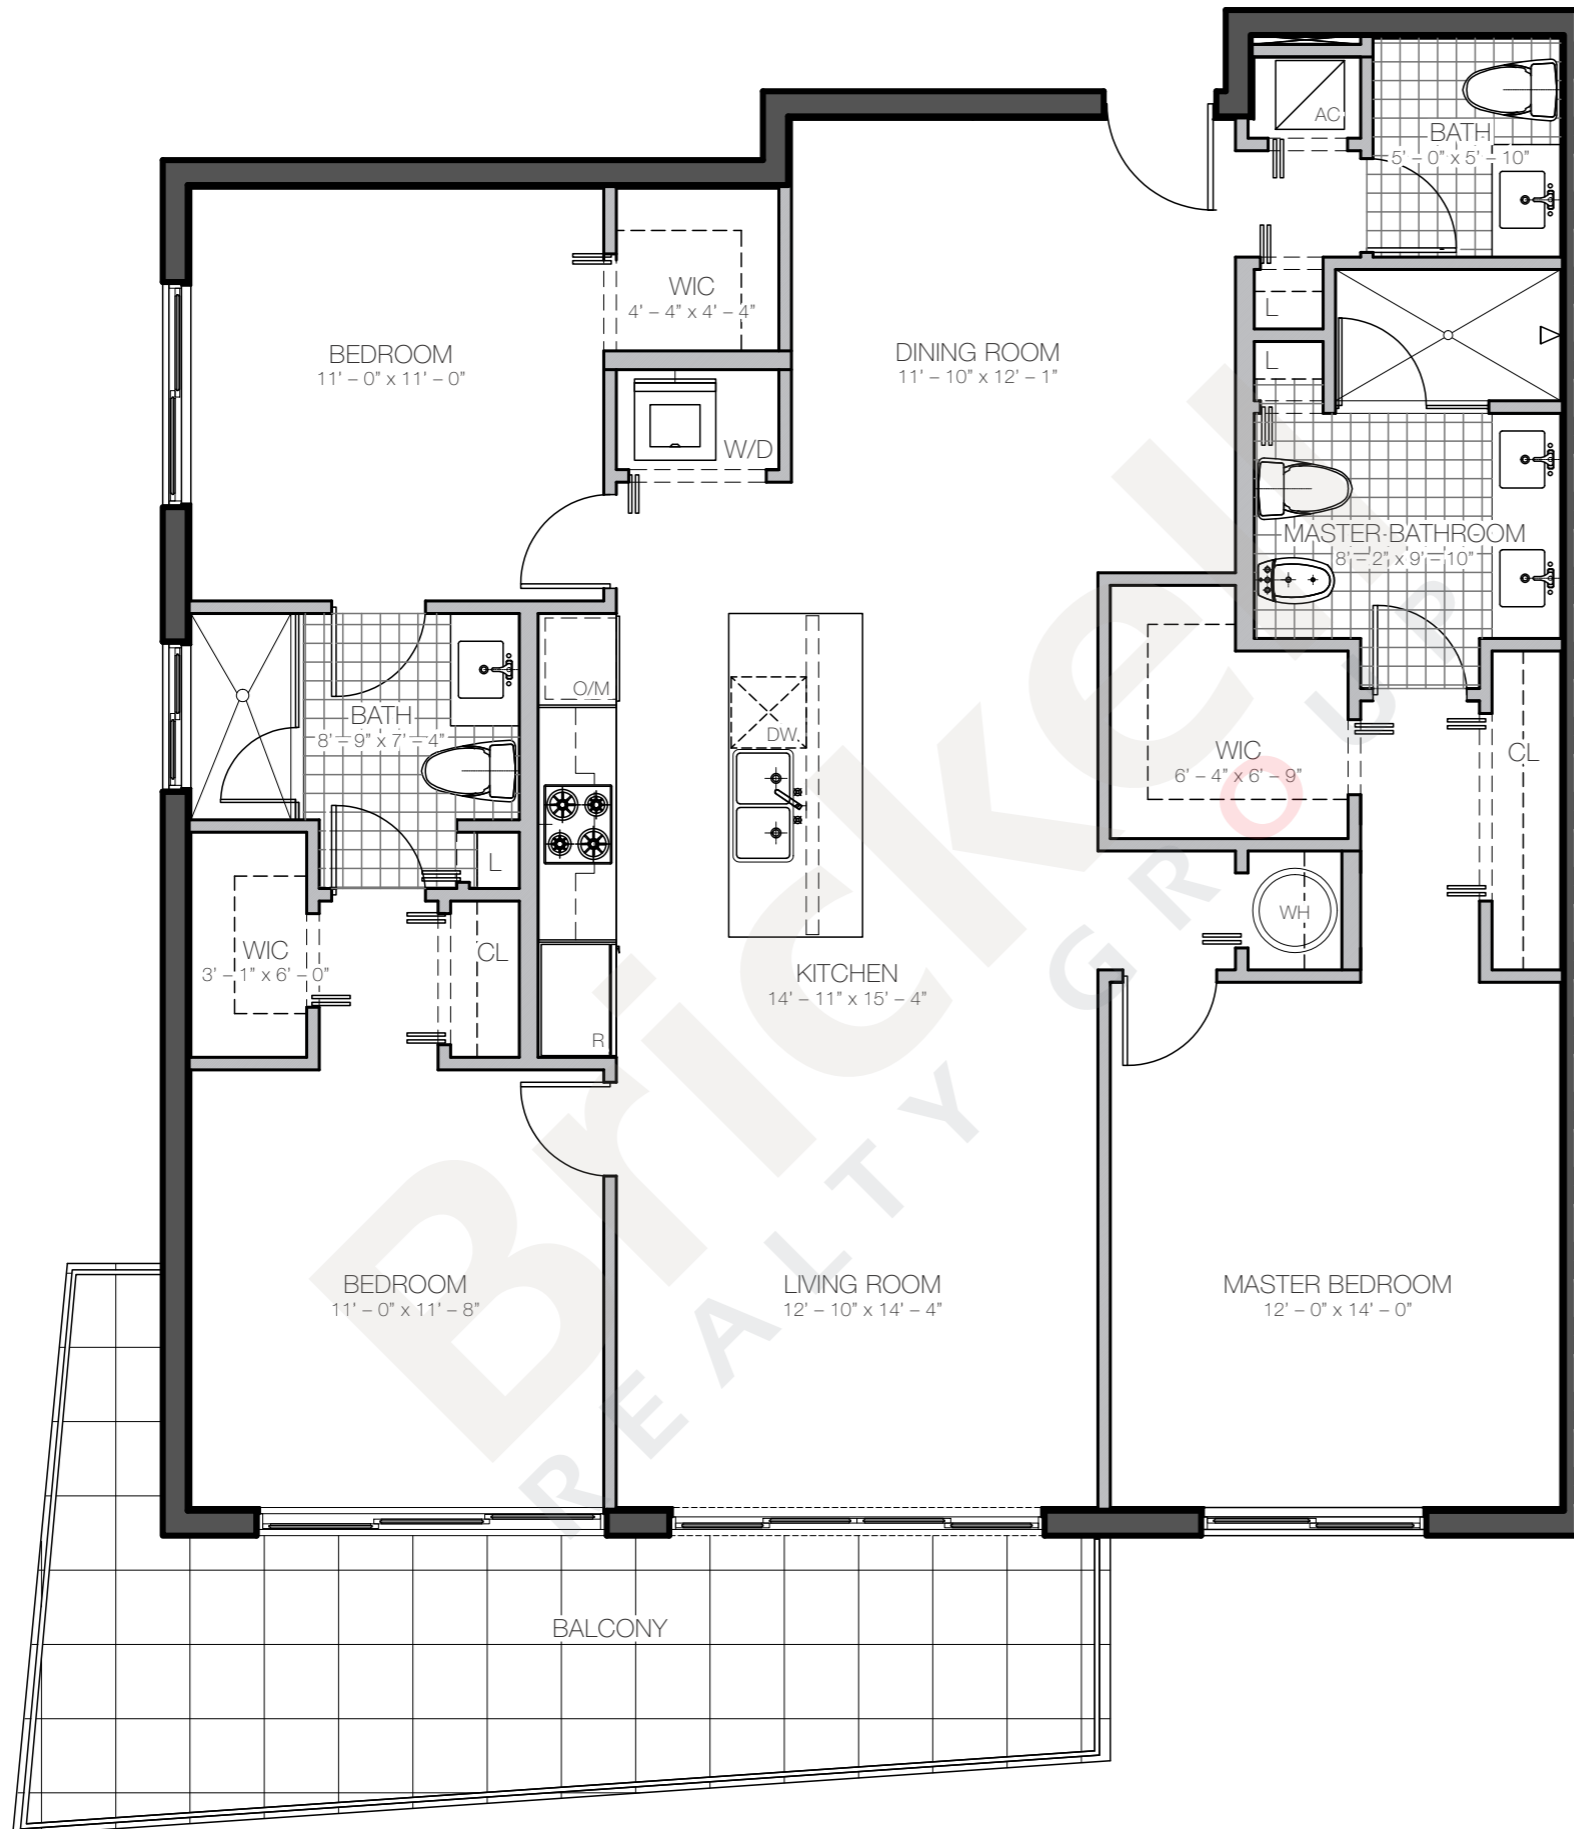 AC
BATH
5' – 0" x 5' – 10"
WIC
4' – 4" x 4' – 4"
L
BEDROOM
11' – 0" x 11' – 0"
DINING ROOM
11' – 10" x 12' – 1"
L
W/D
MASTER BATHROOM
8' – 2" x 9' – 10"
O/M
BATH
8' – 9" x 7' – 4"
DW.
WIC
6' – 4" x 6' – 9"
CL
L
WH
WIC
3' – 1" x 6' – 0"
CL
KITCHEN
14' – 11" x 15' – 4"
R
BEDROOM
11' – 0" x 11' – 8"
LIVING ROOM
12' – 10" x 14' – 4"
MASTER BEDROOM
12' – 0" x 14' – 0"
BALCONY
Brickell
REALTY GROUP